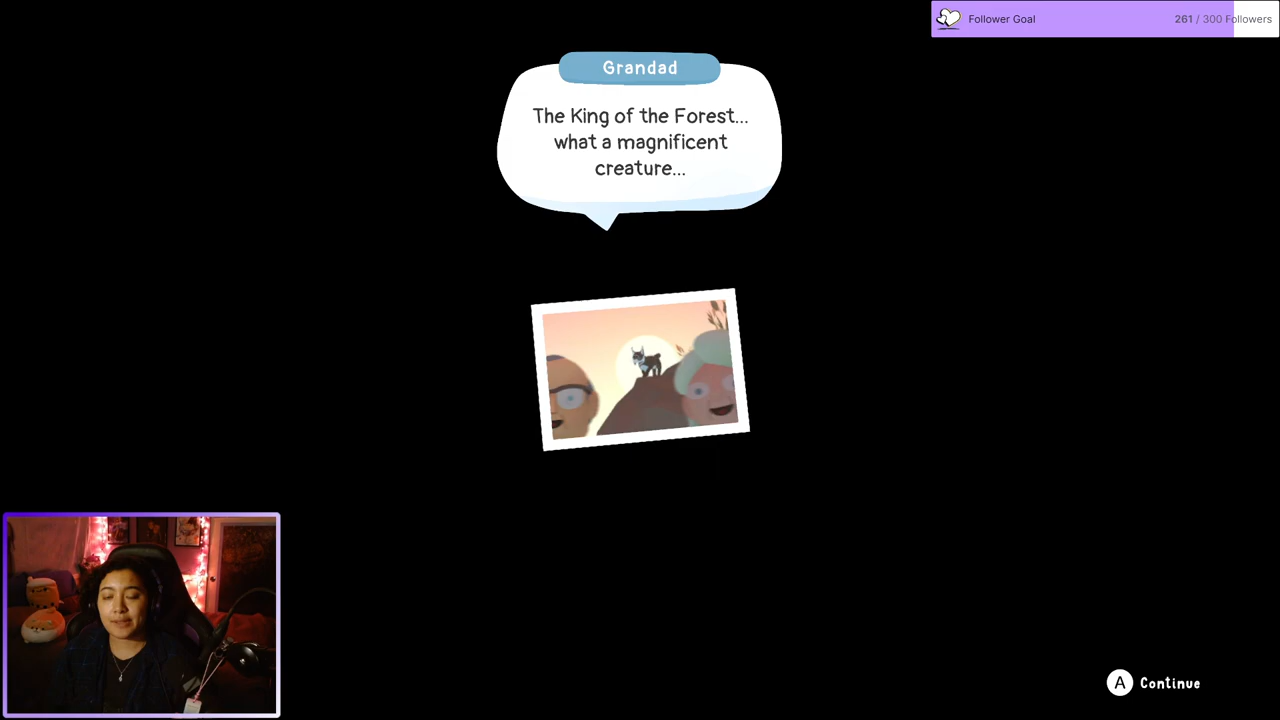 Follower Goal
261 / 300 Followers
Grandad
The King of the Forest...
what a magnificent
creature...
A Continue